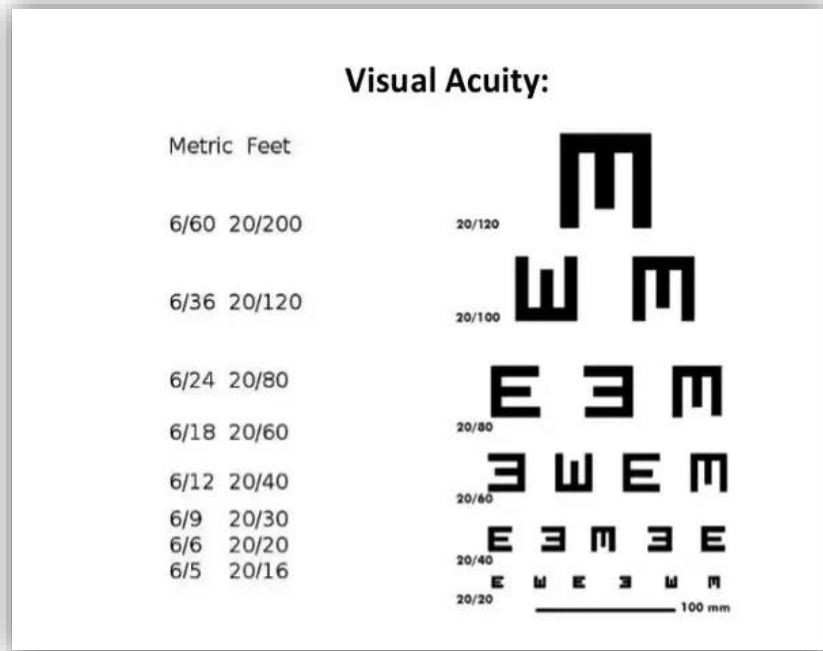 Visual Acuity:
Metric Feet
6/60 20/200
6/36 20/120
6/24 20/80
6/18 20/60
6/12 20/40
6/9 20/30
6/6 20/20
6/5 20/16
E
20/120
E E
20/100
E E E
20/80
E E E E
20/60
E E E E E
20/40
E E E E E E
20/20
100 mm